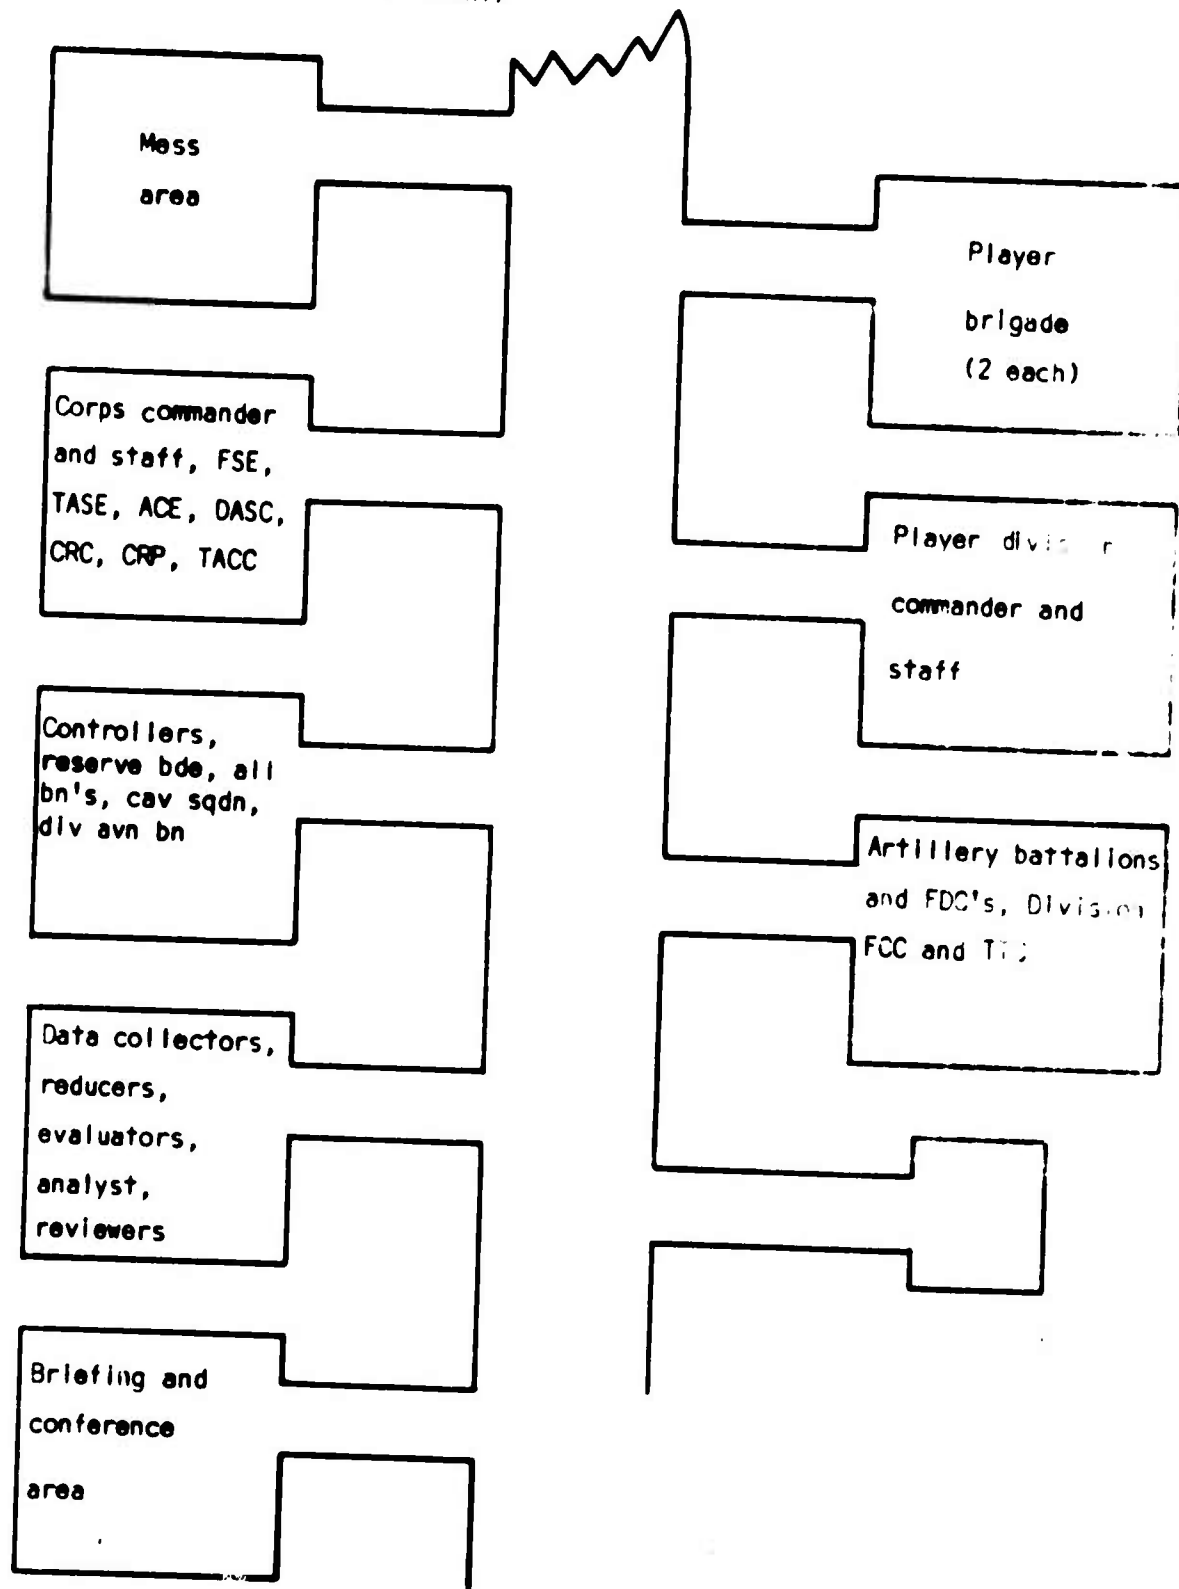 Mess
area
Corps commander
and staff, FSE,
TASE, ACE, DASC,
CRC, CRP, TACC
Controllers,
reserve bde, all
bn's, cav sqdn,
div avn bn
Data collectors,
reducers,
evaluators,
analyst,
reviewers
Briefing and
conference
area
Player
brigade
(2 each)
Player
commander and
staff
Artillery battalions
and FDC's, Division
FCC and